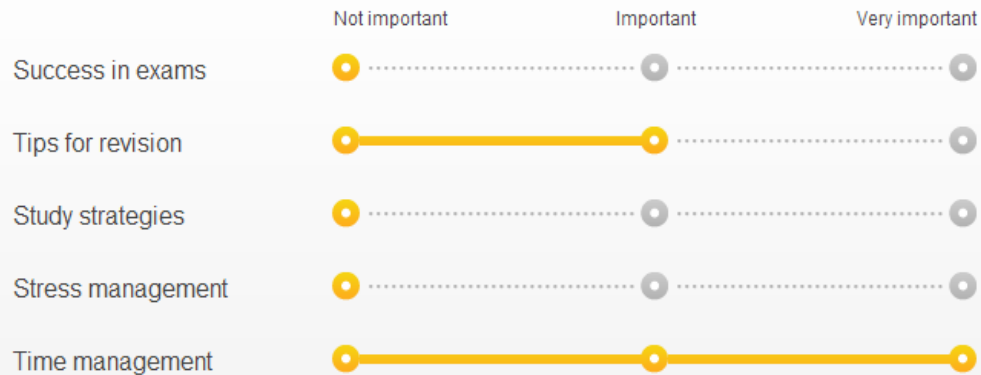 Not important Important Very important
Success in exams
Tips for revision
Study strategies
Stress management
Time management